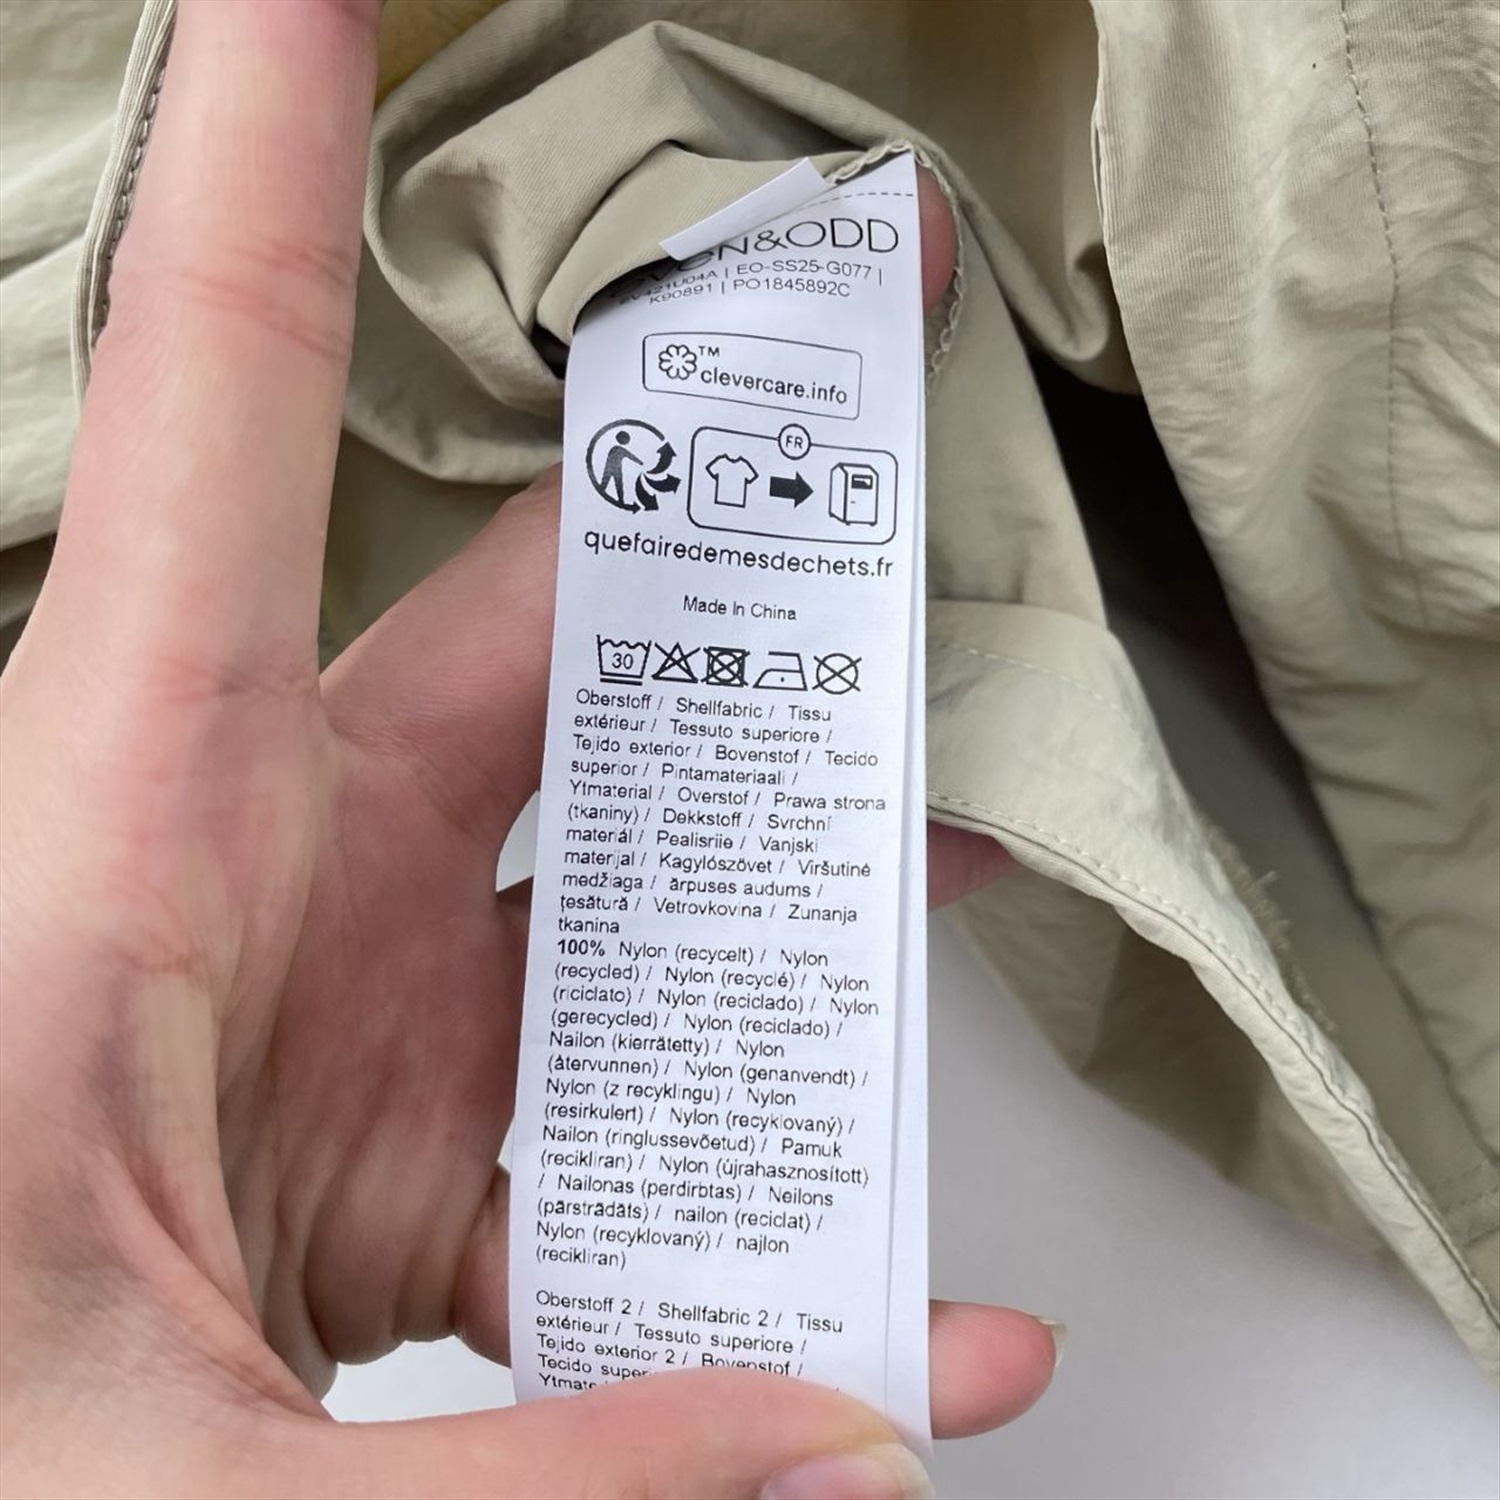 EVEN&ODD
EV421U04A | EO-SS25-G077 |
K90891 | PO1845892C
TM
clevercare.info
FR
quefairedemesdechets.fr
Made In China
30
Oberstoff / Shellfabric / Tissu
extérieur / Tessuto superiore /
Tejido exterior / Bovenstof / Tecido
superior / Pintamateriaali /
Ytmaterial / Overstof / Prawa strona
(tkaniny) / Dekkstoff / Svrchní
materiál / Pealisriie / Vanjski
materijal / Kagylószövet / Viršutinė
medžiaga / ārpuses audums /
țesătură / Vetrovkovina / Zunanja
tkanina
100% Nylon (recycelt) / Nylon
(recycled) / Nylon (recyclé) / Nylon
(riciclato) / Nylon (reciclado) / Nylon
(gerecycled) / Nylon (reciclado) /
Nailon (kierrätetty) / Nylon
(återvunnen) / Nylon (genanvendt) /
Nylon (z recyklingu) / Nylon
(resirkulert) / Nylon (recyklovaný) /
Nailon (ringlussevõetud) / Pamuk
(recikliran) / Nylon (újrahasznosított)
/ Nailonas (perdirbtas) / Neilons
(pārstrādāts) / nailon (reciclat) /
Nylon (recyklovaný) / najlon
(recikliran)
Oberstoff 2 / Shellfabric 2 / Tissu
extérieur / Tessuto superiore /
Tejido exterior 2 / Bovenstof /
Tecido